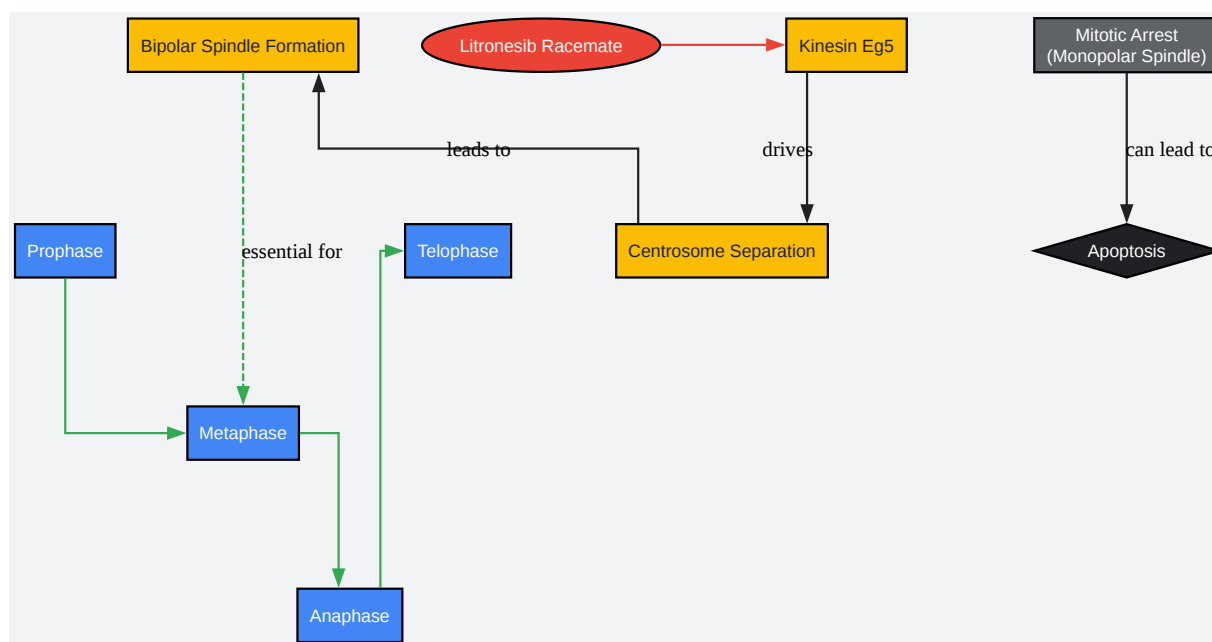 Bipolar Spindle Formation
Litronesib Racemate
Kinesin Eg5
Mitotic Arrest
(Monopolar Spindle)
leads to
drives
can lead to
Prophase
essential for
Telophase
Centrosome Separation
Apoptosis
Metaphase
Anaphase